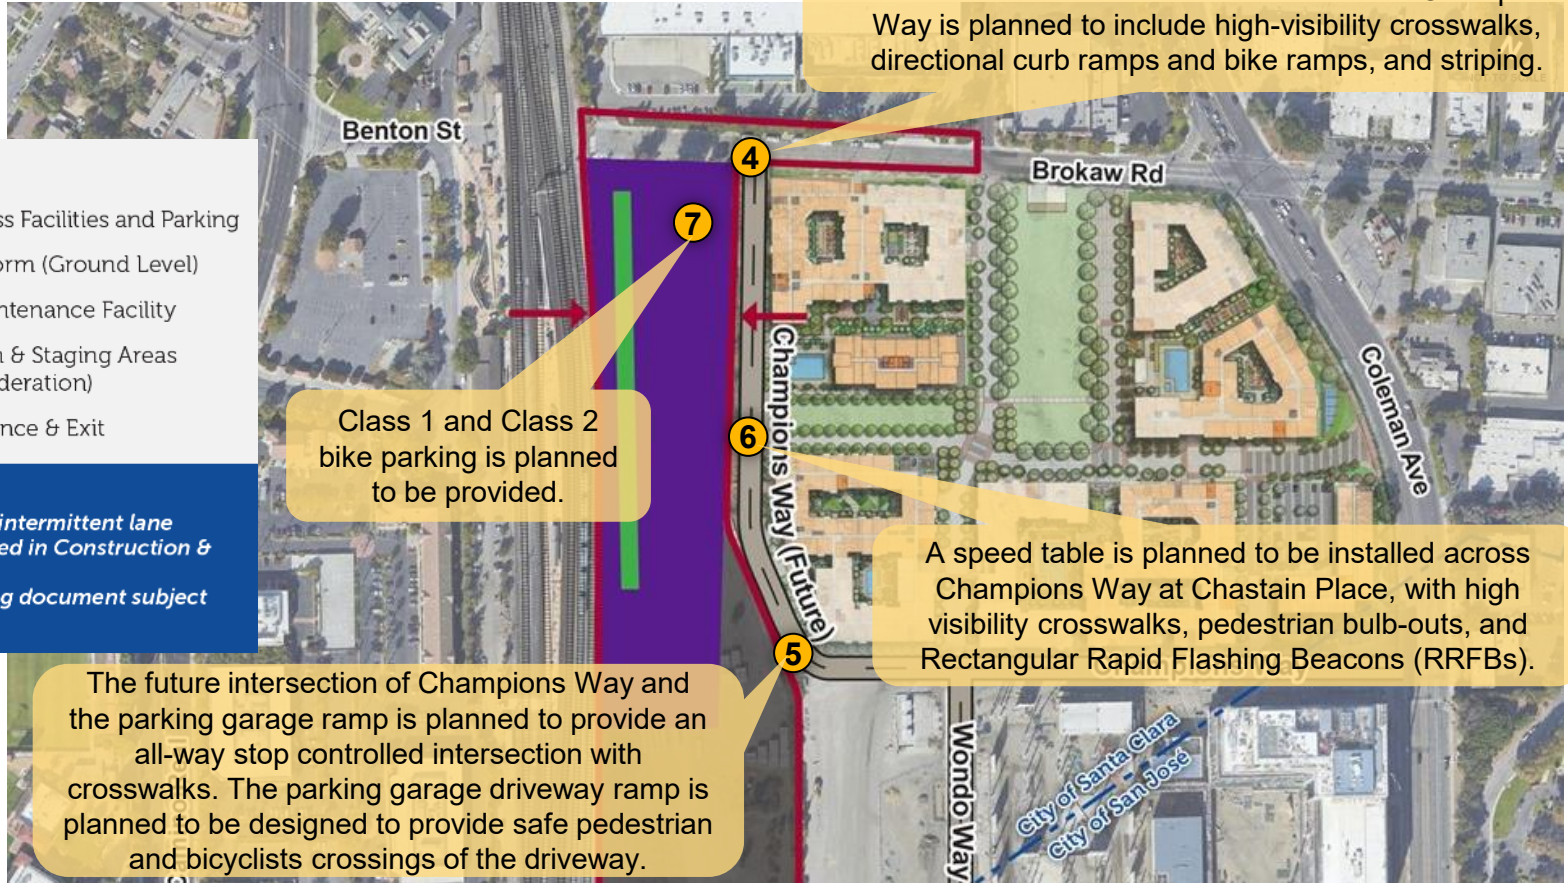 Way is planned to include high-visibility crosswalks,
directional curb ramps and bike ramps, and striping.
Benton St
4
Brokaw Rd
ss Facilities and Parking
7
orm (Ground Level)
ntenance Facility
& Staging Areas
deration)
nce & Exit
Champions Way (Future)
Coleman Ave
Class 1 and Class 2
bike parking is planned
to be provided.
6
intermittent lane
ed in Construction &
g document subject
A speed table is planned to be installed across
Champions Way at Chastain Place, with high
visibility crosswalks, pedestrian bulb-outs, and
Rectangular Rapid Flashing Beacons (RRFBs).
5
The future intersection of Champions Way and
the parking garage ramp is planned to provide an
all-way stop controlled intersection with
crosswalks. The parking garage driveway ramp is
planned to be designed to provide safe pedestrian
and bicyclists crossings of the driveway.
Champions Way
Wondo Way
City of Santa Clara
City of San José